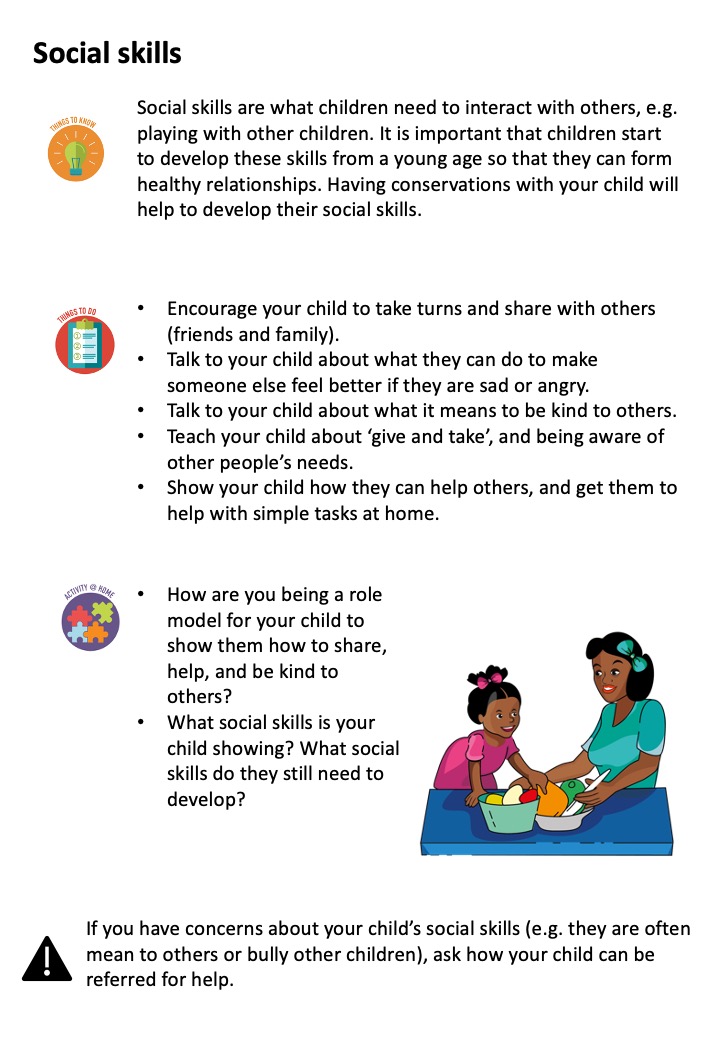 Social skills
THINGS TO KNOW
Social skills are what children need to interact with others, e.g.
playing with other children. It is important that children start
to develop these skills from a young age so that they can form
healthy relationships. Having conservations with your child will
help to develop their social skills.
THINGS TO DO
1
2
3
• Encourage your child to take turns and share with others
(friends and family).
• Talk to your child about what they can do to make
someone else feel better if they are sad or angry.
• Talk to your child about what it means to be kind to others.
• Teach your child about ‘give and take’, and being aware of
other people’s needs.
• Show your child how they can help others, and get them to
help with simple tasks at home.
ACTIVITY @ HOME
• How are you being a role
model for your child to
show them how to share,
help, and be kind to
others?
• What social skills is your
child showing? What social
skills do they still need to
develop?
!
If you have concerns about your child’s social skills (e.g. they are often
mean to others or bully other children), ask how your child can be
referred for help.